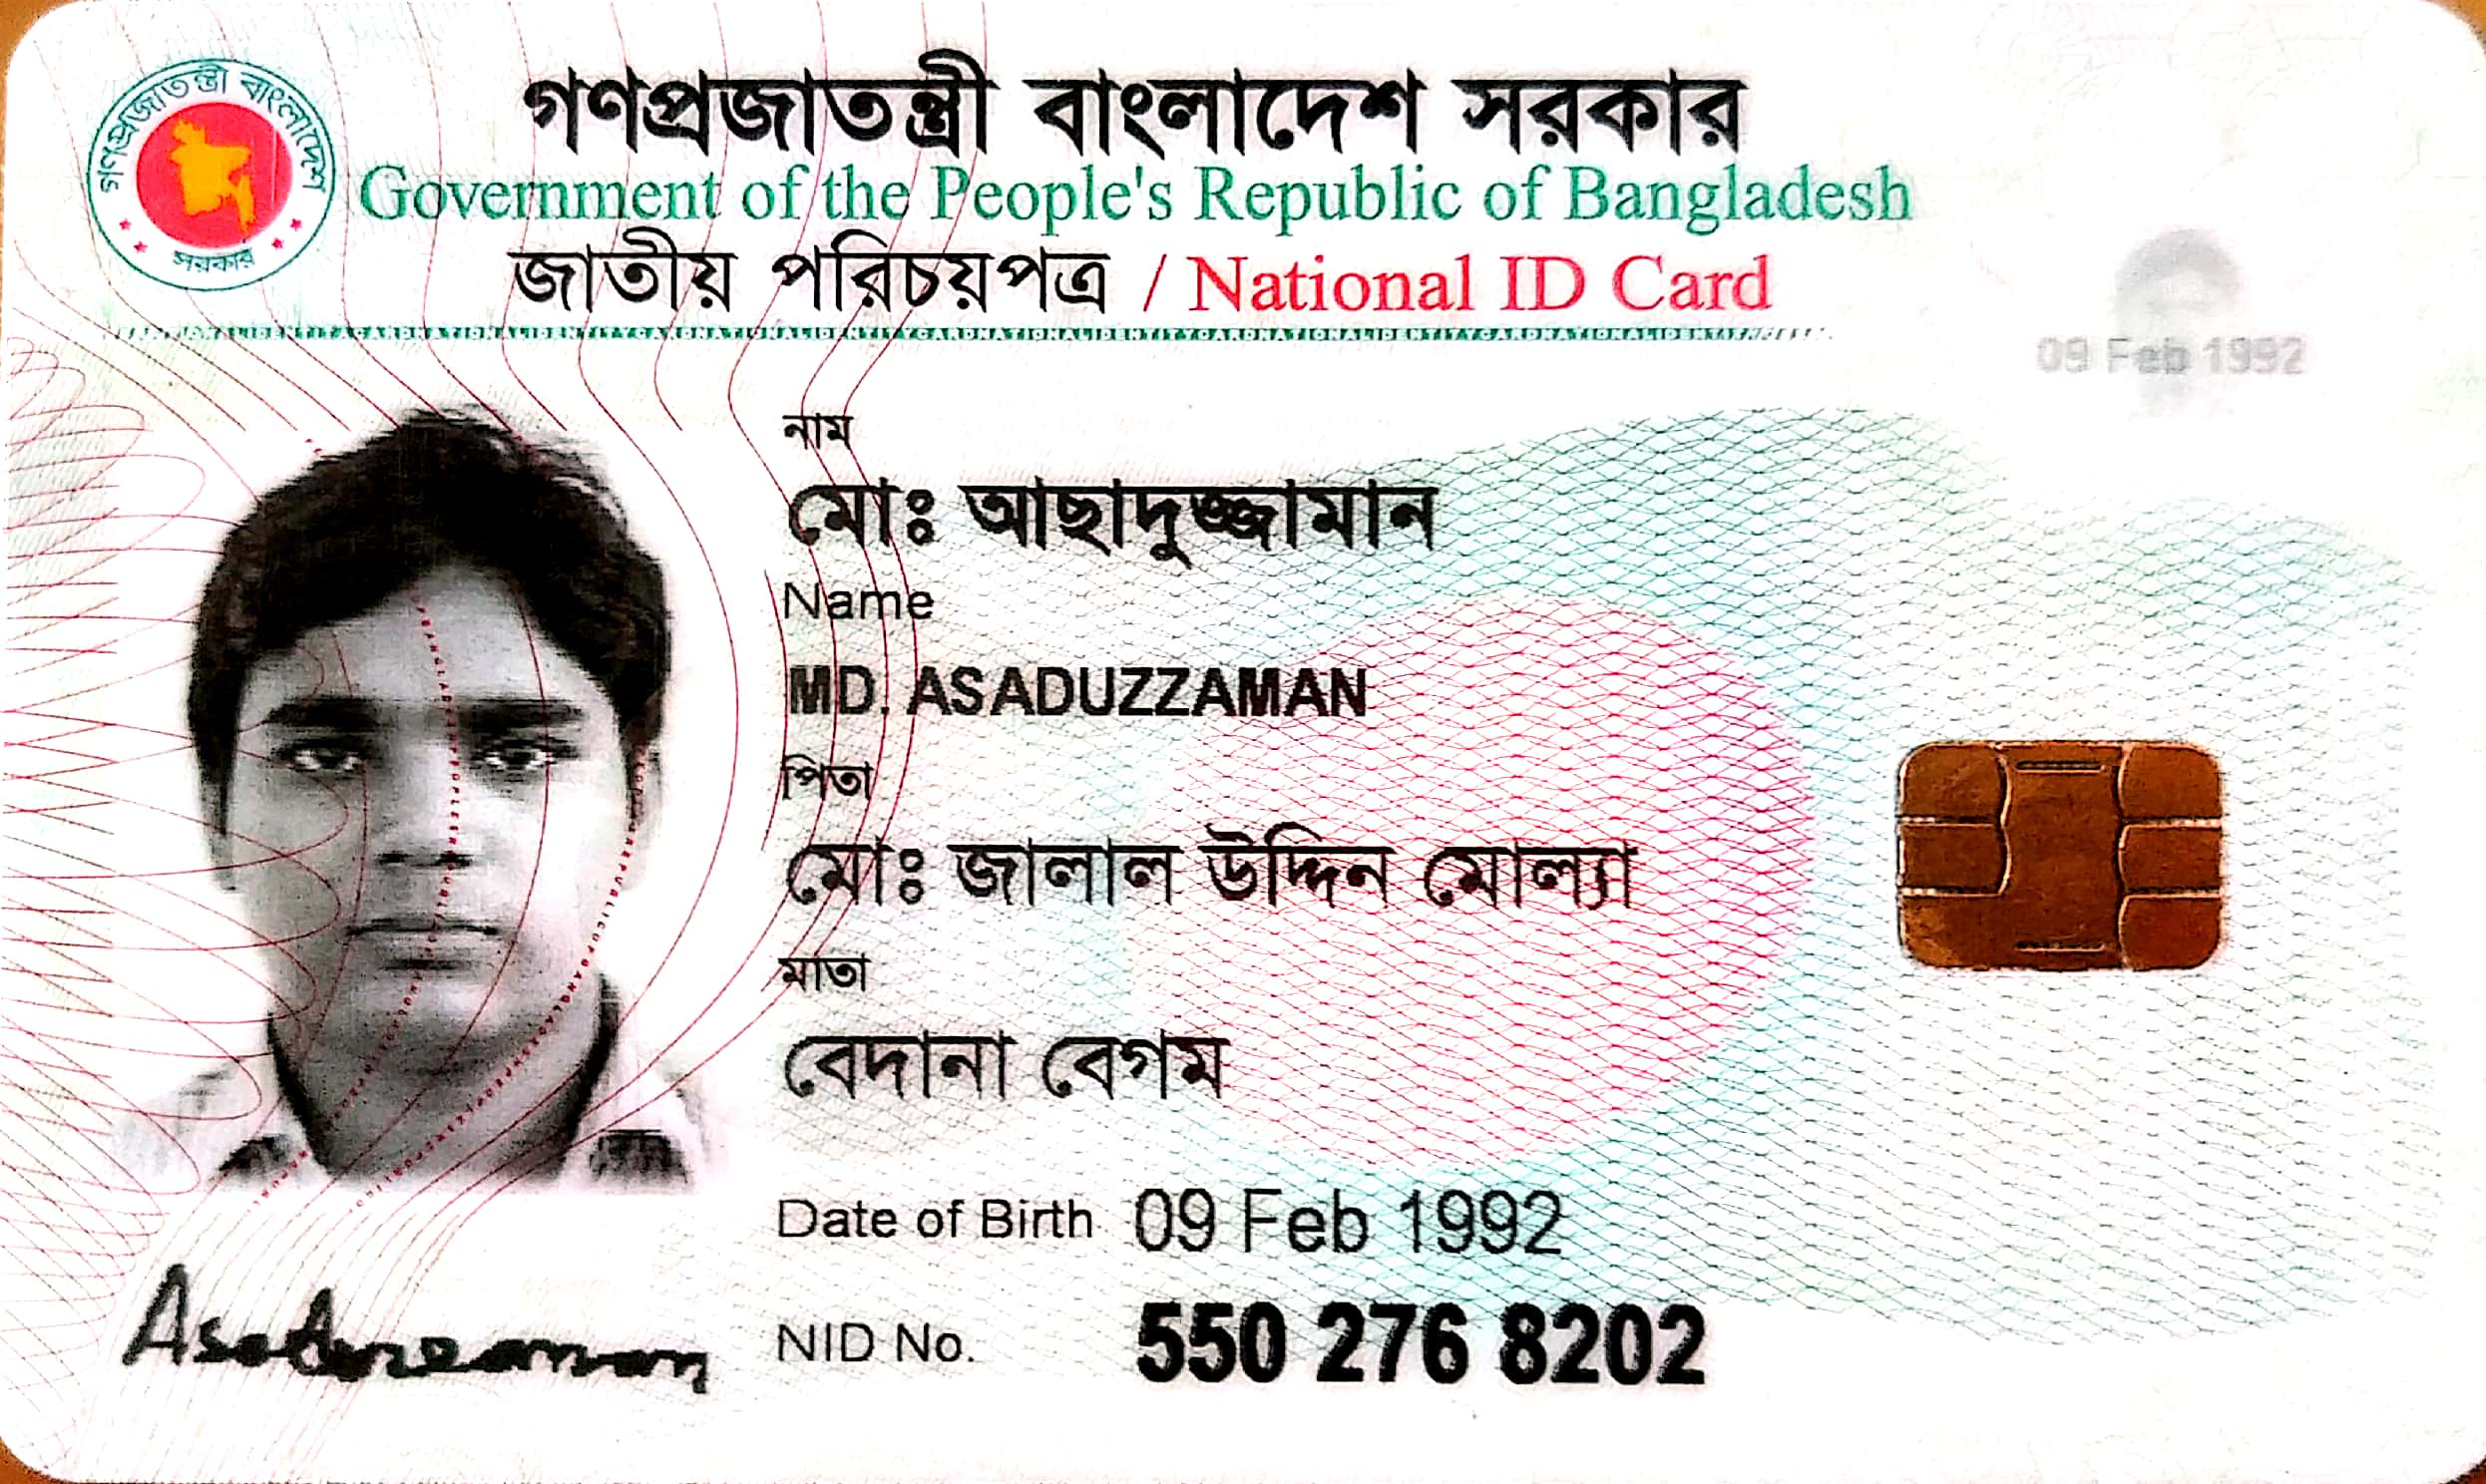 গণপ্রজাতন্ত্রী বাংলাদেশ সরকার
গণপ্রজাতন্ত্রী বাংলাদেশ সরকার
Government of the People's Republic of Bangladesh
জাতীয় পরিচয়পত্র / National ID Card
09 Feb 1992
নাম
মোঃ আছাদুজ্জামান
Name
MD. ASADUZZAMAN
পিতা
মোঃ জালাল উদ্দিন মোল্যা
মাতা
বেদানা বেগম
Date of Birth 09 Feb 1992
Asaduzzaman
NID No. 550 276 8202